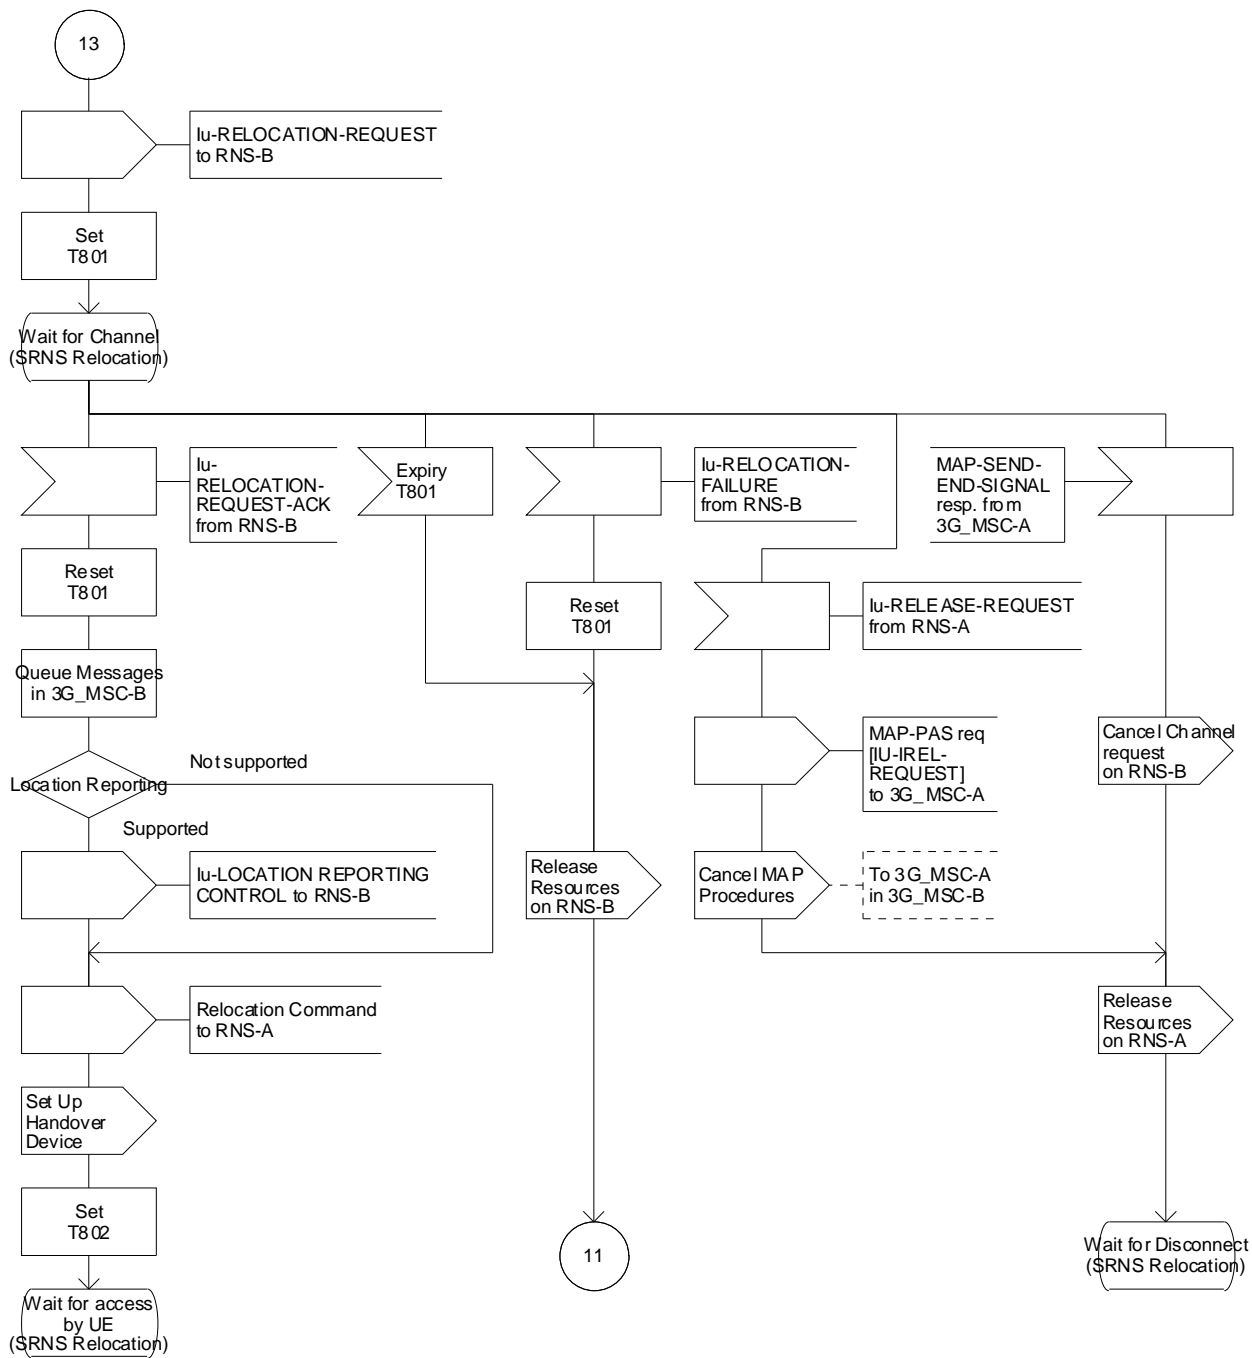 13
Iu-RELOCATION-REQUEST
to RNS-B
Set
T801
Wait for Channel
(SRNS Relocation)
Iu-
RELOCATION-
REQUEST-ACK
from RNS-B
Expiry
T801
Iu-RELOCATION-
FAILURE
from RNS-B
MAP-SEND-
END-SIGNAL
resp. from
3G_MSC-A
Reset
T801
Reset
T801
Iu-RELEASE-REQUEST
from RNS-A
Queue Messages
in 3G_MSC-B
MAP-PAS req
[IU-IREL-
REQUEST]
to 3G_MSC-A
Cancel Channel
request
on RNS-B
Location Reporting
Not supported
Supported
Iu-LOCATION REPORTING
CONTROL to RNS-B
Release
Resources
on RNS-B
Cancel MAP
Procedures
To 3G_MSC-A
in 3G_MSC-B
Relocation Command
to RNS-A
Release
Resources
on RNS-A
Set Up
Handover
Device
Set
T802
11
Wait for Disconnect
(SRNS Relocation)
Wait for access
by UE
(SRNS Relocation)